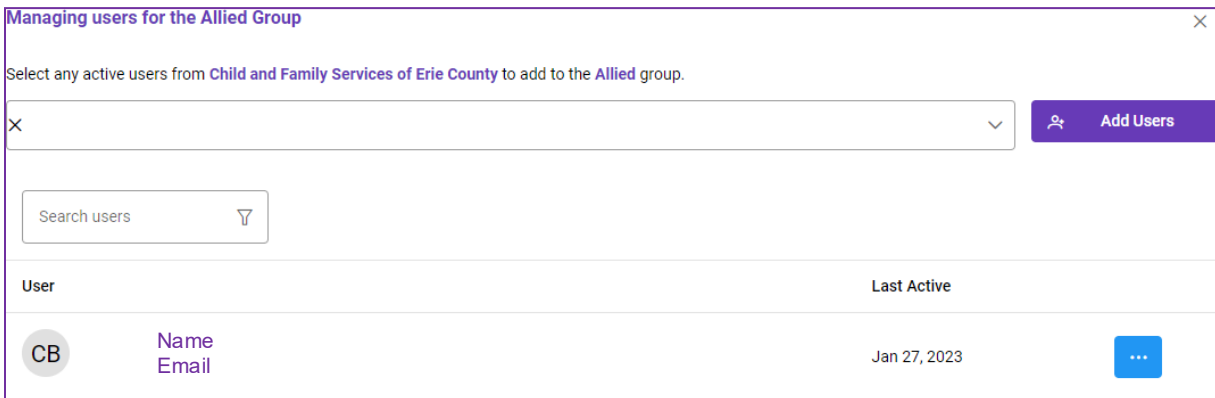 Managing users for the Allied Group
Select any active users from Child and Family Services of Erie County to add to the Allied group.
Add Users
Search users
User Last Active
CB Name Jan 27, 2023
Email